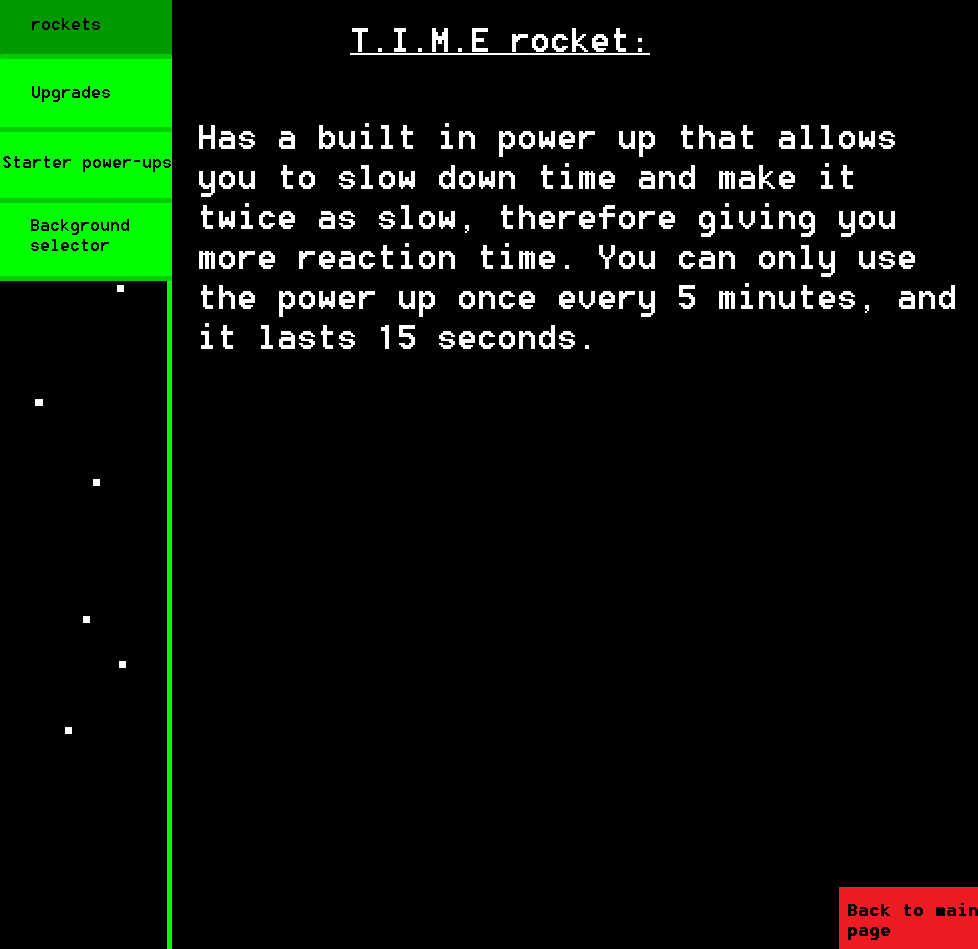 rockets
T.I.M.E rocket:
Upgrades
Has a built in power up that allows
you to slow down time and make it
twice as slow, therefore giving you
more reaction time. You can only use
the power up once every 5 minutes, and
it lasts 15 seconds.
Starter power-ups
Background
selector
Back to main
page